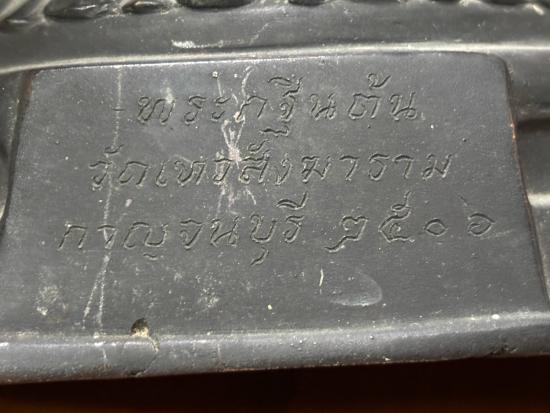 พระกฐินต้น
วัดเทวสังฆาราม
กาญจนบุรี ๒๕๐๖